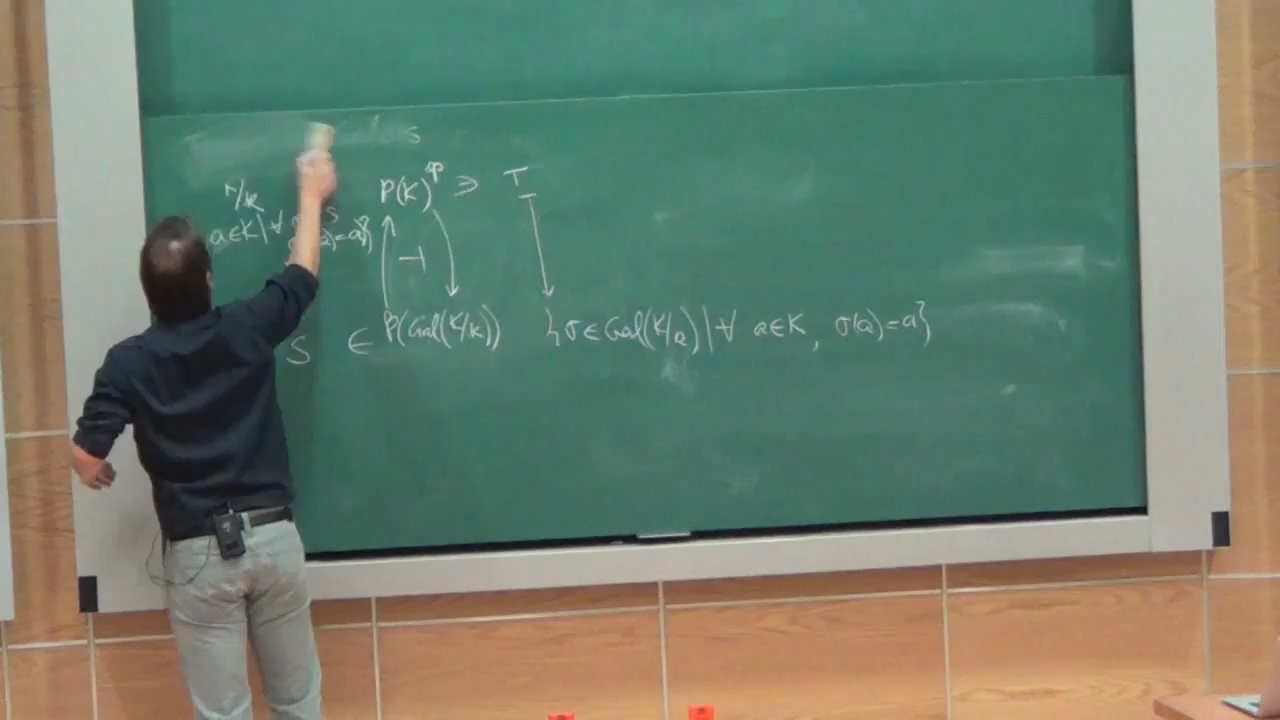 S
K/k P(K)^op ∋ T
a∈K | ∀ S
(a)=a}
⊣
S ∈ P(Gal(K/k)) {σ∈Gal(K/k) | ∀ a∈K, σ(a)=a}